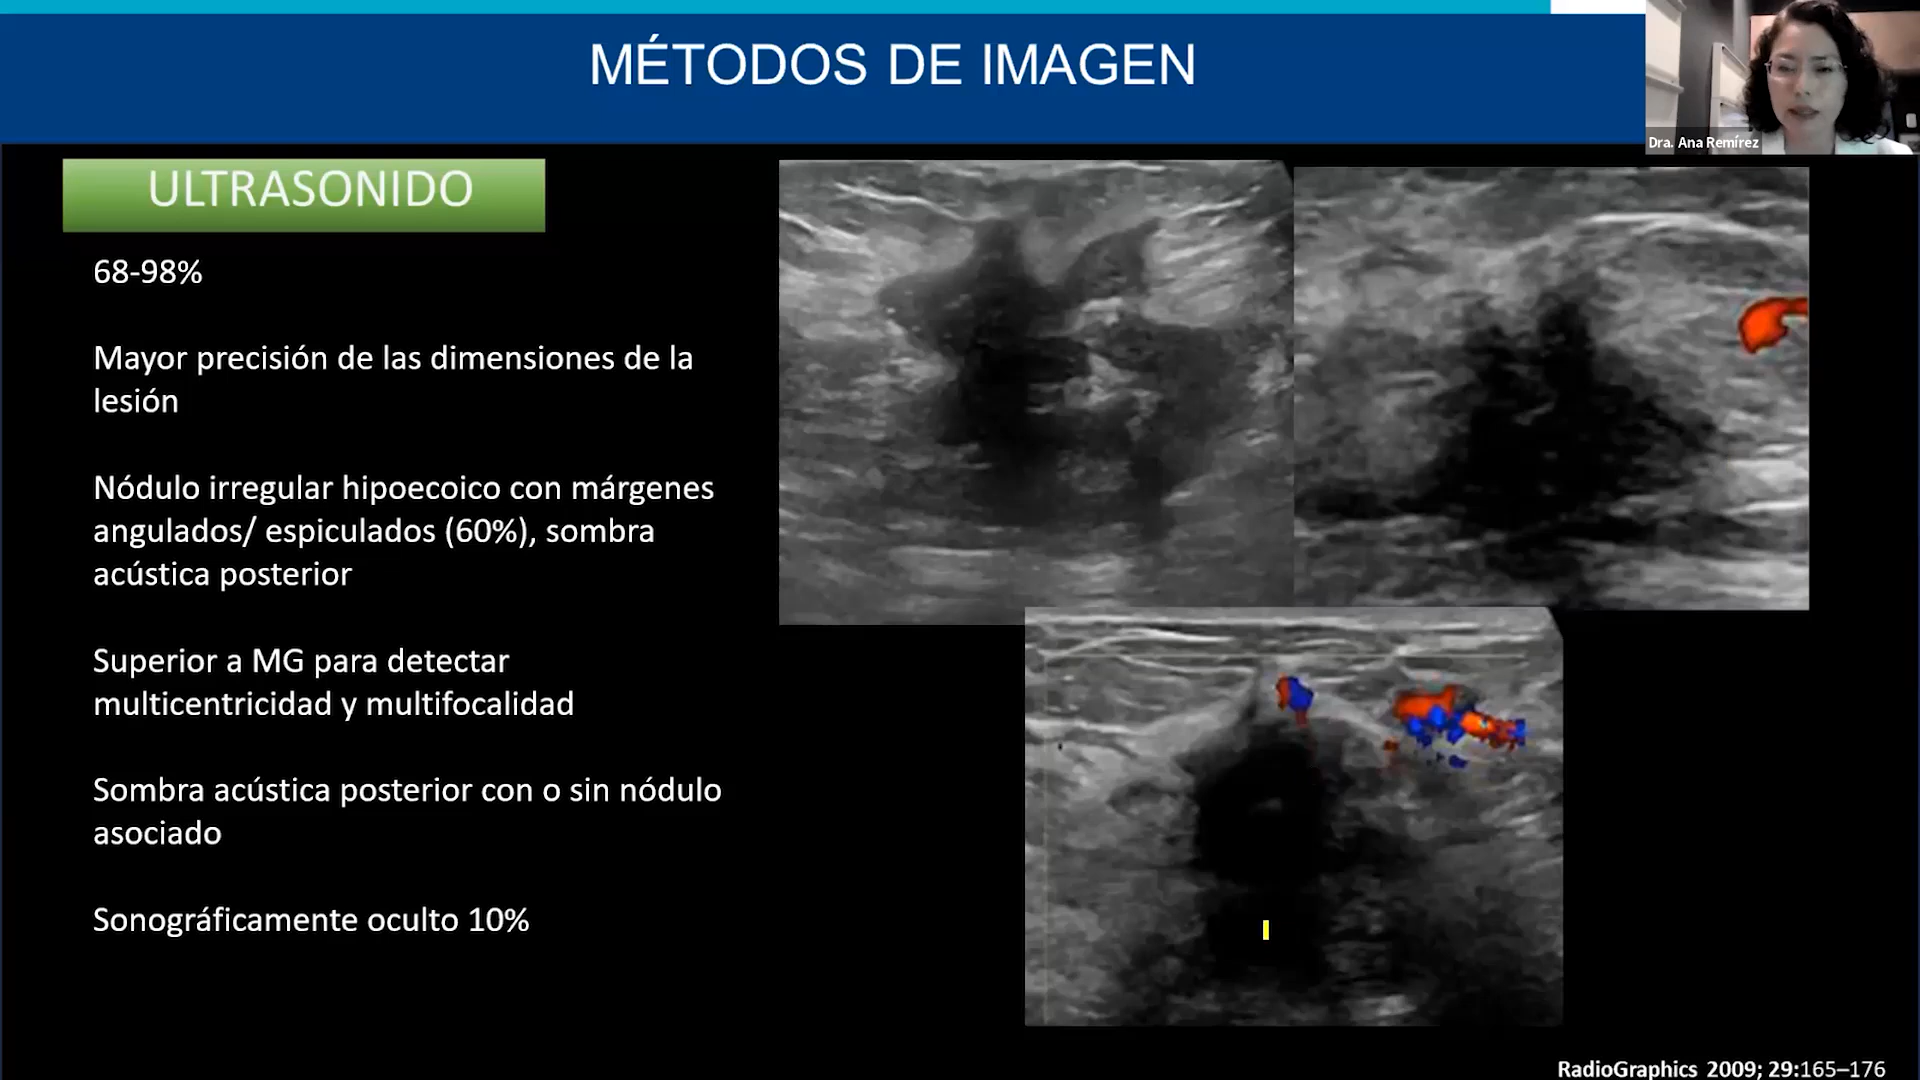 MÉTODOS DE IMAGEN
Dra. Ana Remírez
ULTRASONIDO
68-98%
Mayor precisión de las dimensiones de la
lesión
Nódulo irregular hipoecoico con márgenes
angulados/ espiculados (60%), sombra
acústica posterior
Superior a MG para detectar
multicentricidad y multifocalidad
Sombra acústica posterior con o sin nódulo
asociado
Sonográficamente oculto 10%
RadioGraphics 2009; 29:165–176